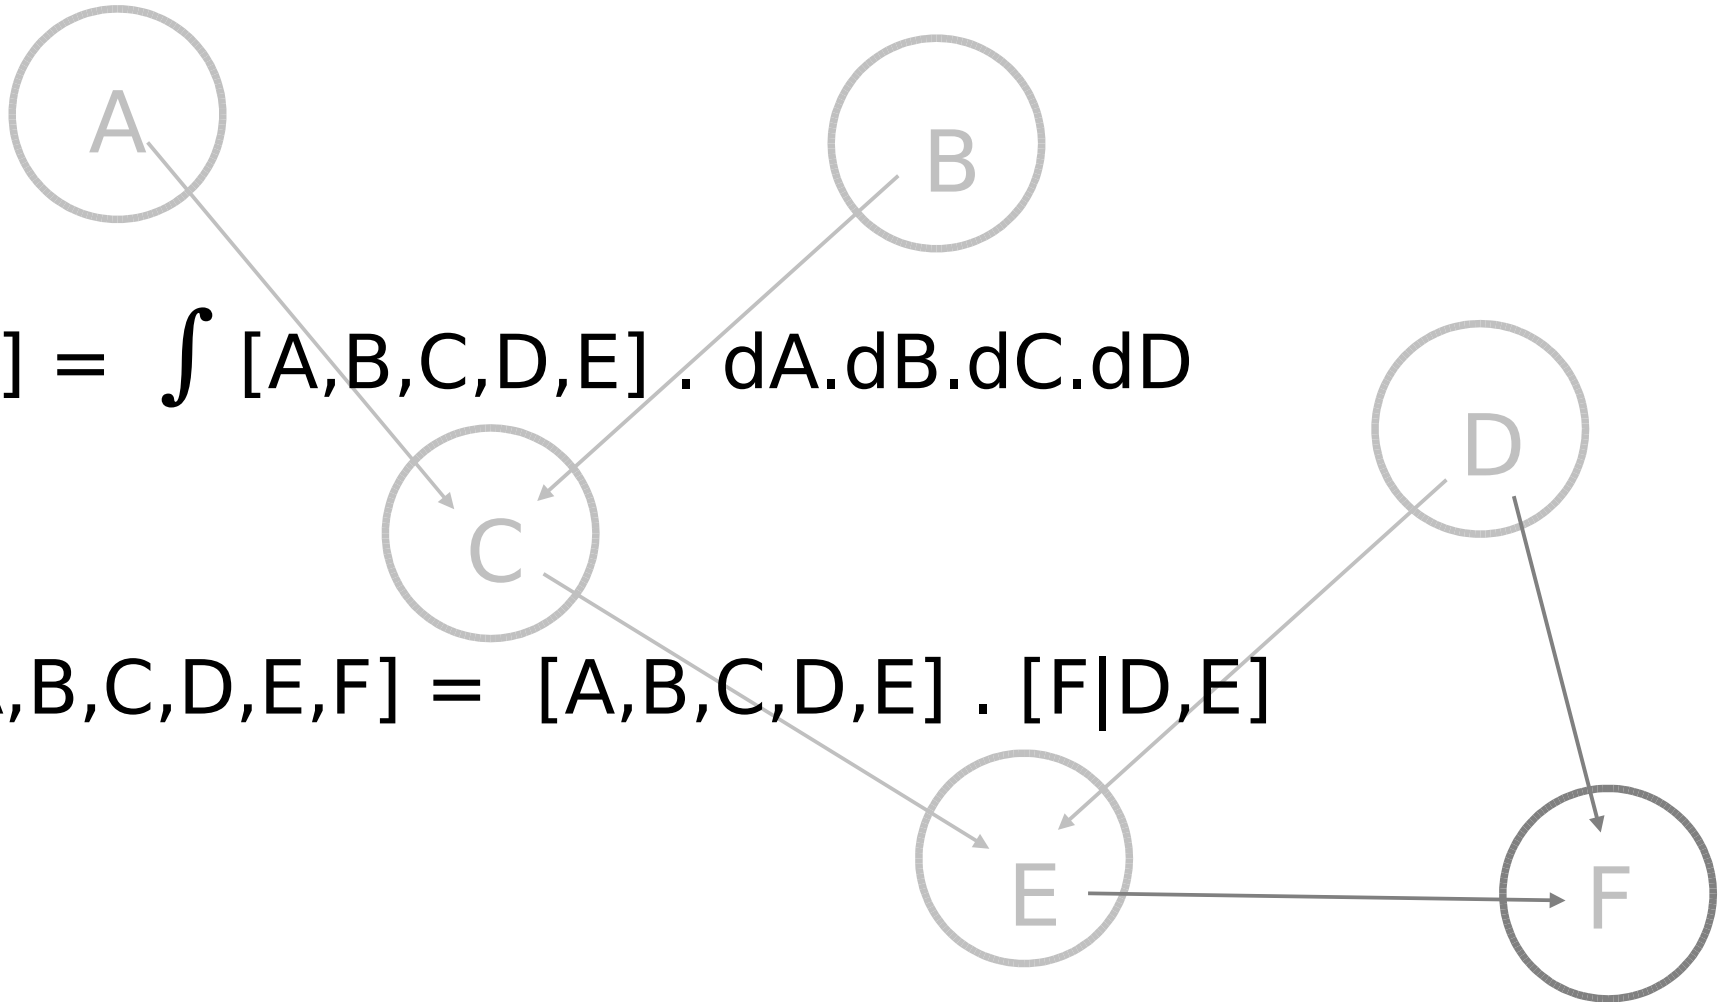 A
B
] = ∫ [A,B,C,D,E] . dA.dB.dC.dD
D
C
,B,C,D,E,F] = [A,B,C,D,E] . [F|D,E]
E
F